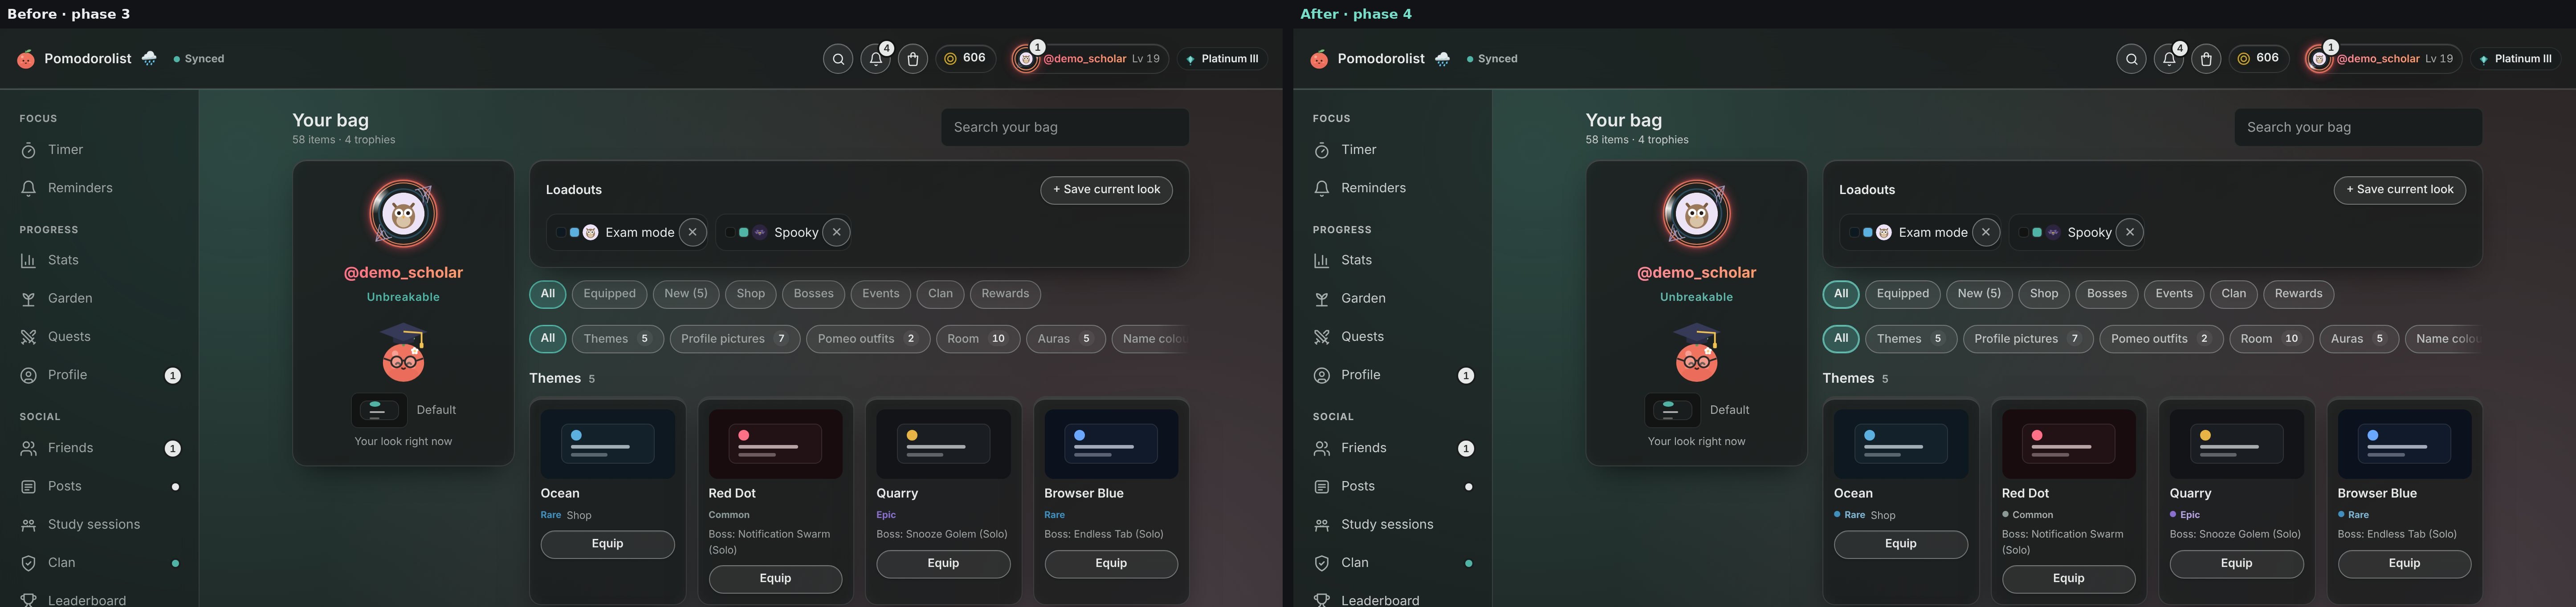 Before · phase 3
Pomodorolist
Synced
4
606
1
@demo_scholar Lv 19
Platinum III
FOCUS
Timer
Reminders
PROGRESS
Stats
Garden
Quests
Profile 1
SOCIAL
Friends 1
Posts
Study sessions
Clan
Leaderboard
Your bag
58 items · 4 trophies
Search your bag
@demo_scholar
Unbreakable
Default
Your look right now
Loadouts
+ Save current look
Exam mode ✕
Spooky ✕
All Equipped New (5) Shop Bosses Events Clan Rewards
All Themes 5 Profile pictures 7 Pomeo outfits 2 Room 10 Auras 5 Name
Themes 5
Ocean
Rare Shop
Equip
Red Dot
Common
Boss: Notification Swarm
(Solo)
Equip
Quarry
Epic
Boss: Snooze Golem (Solo)
Equip
Browser Blue
Rare
Boss: Endless Tab (Solo)
Equip
After · phase 4
Pomodorolist
Synced
4
606
1
@demo_scholar Lv 19
Platinum III
FOCUS
Timer
Reminders
PROGRESS
Stats
Garden
Quests
Profile 1
SOCIAL
Friends 1
Posts
Study sessions
Clan
Leaderboard
Your bag
58 items · 4 trophies
Search your bag
@demo_scholar
Unbreakable
Default
Your look right now
Loadouts
+ Save current look
Exam mode ✕
Spooky ✕
All Equipped New (5) Shop Bosses Events Clan Rewards
All Themes 5 Profile pictures 7 Pomeo outfits 2 Room 10 Auras 5 Name
Themes 5
Ocean
Rare Shop
Equip
Red Dot
Common
Boss: Notification Swarm
(Solo)
Equip
Quarry
Epic
Boss: Snooze Golem (Solo)
Equip
Browser Blue
Rare
Boss: Endless Tab (Solo)
Equip